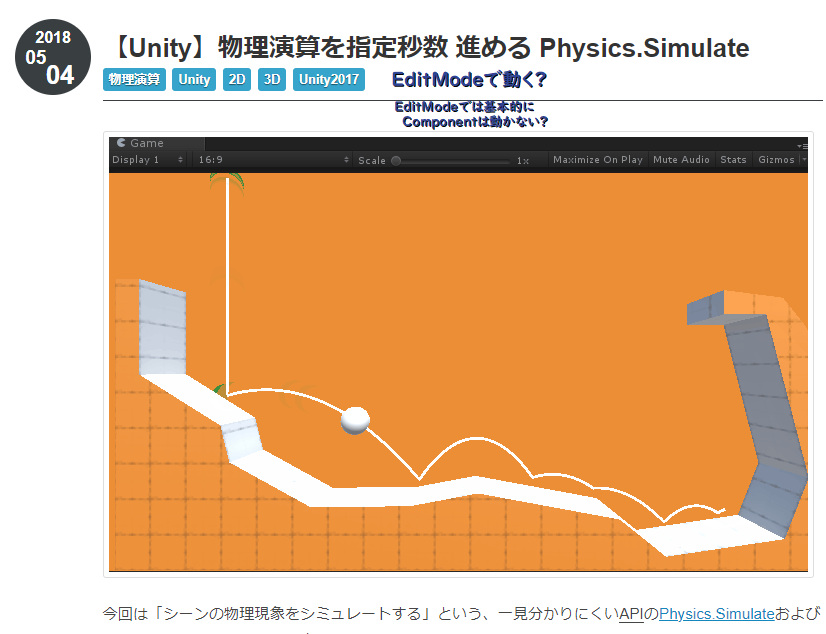 2018
05
04
【Unity】物理演算を指定秒数 進める Physics.Simulate
物理演算 Unity 2D 3D Unity2017
EditModeで動く?
EditModeでは基本的に
Componentは動かない?
Game
Display 1 16:9 Scale 1x Maximize On Play Mute Audio Stats Gizmos
今回は「シーンの物理現象をシミュレートする」という、一見分かりにくいAPIのPhysics.Simulateおよび